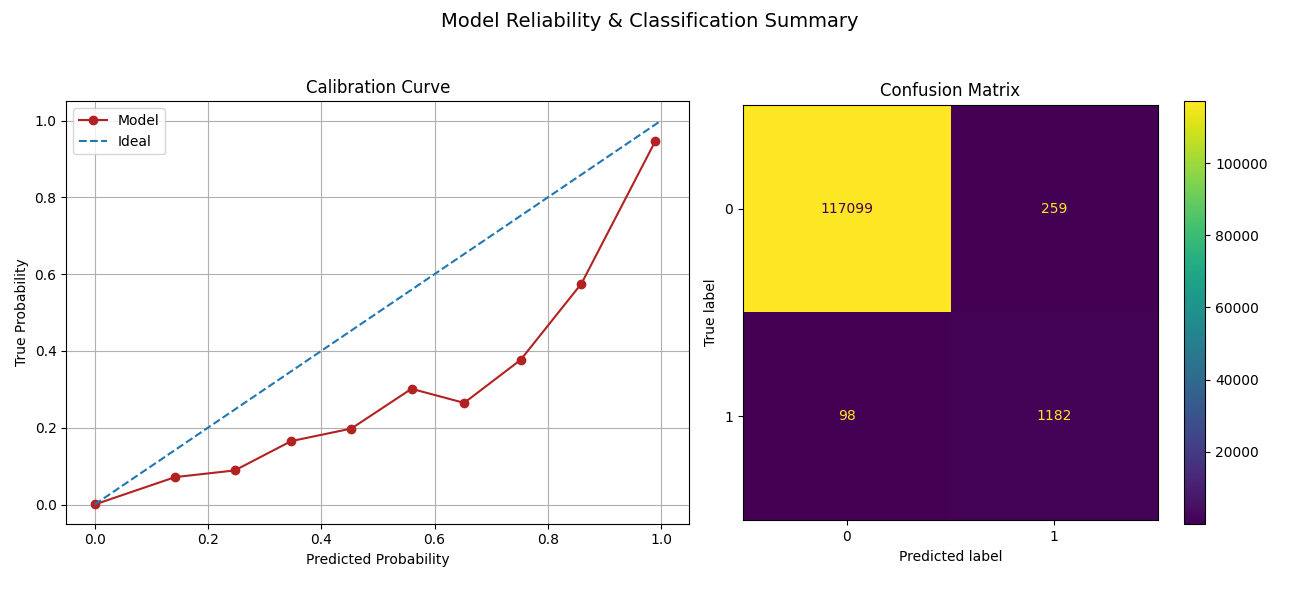 Model Reliability & Classification Summary
Calibration Curve
Model
Ideal
True Probability
1.0
0.8
0.6
0.4
0.2
0.0
0.0 0.2 0.4 0.6 0.8 1.0
Predicted Probability
Confusion Matrix
True label
0
117099 259
1
98 1182
0 1
Predicted label
100000
80000
60000
40000
20000